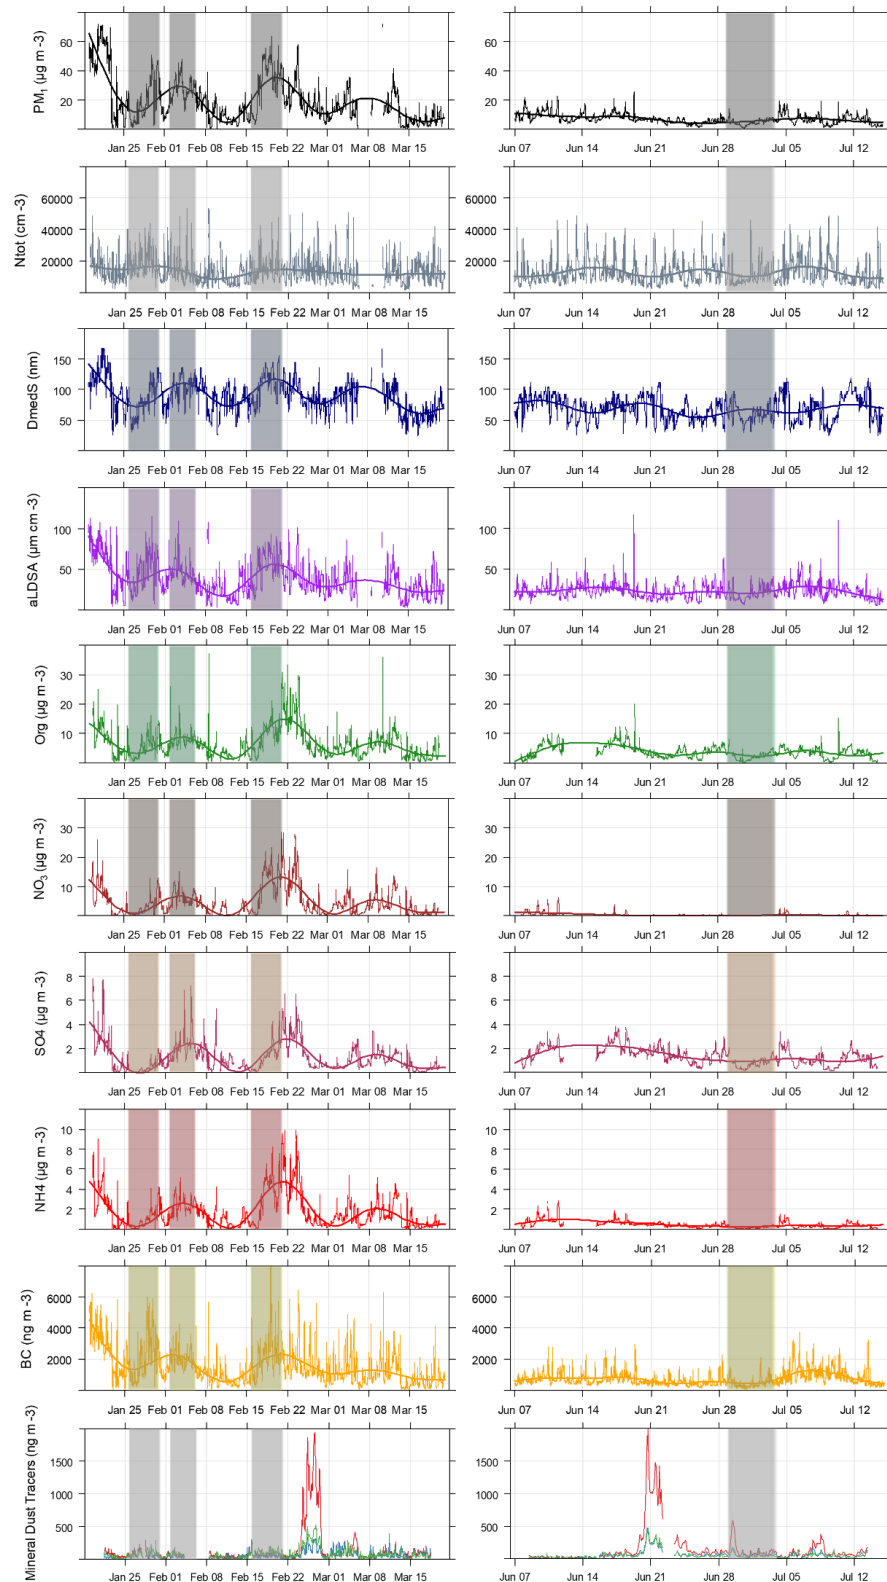 PM1 (µg m -3)
60
40
20
Jan 25 Feb 01 Feb 08 Feb 15 Feb 22 Mar 01 Mar 08 Mar 15
60
40
20
Jun 07 Jun 14 Jun 21 Jun 28 Jul 05 Jul 12
Ntot (cm -3)
60000
40000
20000
Jan 25 Feb 01 Feb 08 Feb 15 Feb 22 Mar 01 Mar 08 Mar 15
60000
40000
20000
Jun 07 Jun 14 Jun 21 Jun 28 Jul 05 Jul 12
DmedS (nm)
150
100
50
Jan 25 Feb 01 Feb 08 Feb 15 Feb 22 Mar 01 Mar 08 Mar 15
150
100
50
Jun 07 Jun 14 Jun 21 Jun 28 Jul 05 Jul 12
aLDSA (µm cm -3)
100
50
Jan 25 Feb 01 Feb 08 Feb 15 Feb 22 Mar 01 Mar 08 Mar 15
100
50
Jun 07 Jun 14 Jun 21 Jun 28 Jul 05 Jul 12
Org (µg m -3)
30
20
10
Jan 25 Feb 01 Feb 08 Feb 15 Feb 22 Mar 01 Mar 08 Mar 15
30
20
10
Jun 07 Jun 14 Jun 21 Jun 28 Jul 05 Jul 12
NO3 (µg m -3)
30
20
10
Jan 25 Feb 01 Feb 08 Feb 15 Feb 22 Mar 01 Mar 08 Mar 15
30
20
10
Jun 07 Jun 14 Jun 21 Jun 28 Jul 05 Jul 12
SO4 (µg m -3)
8
6
4
2
Jan 25 Feb 01 Feb 08 Feb 15 Feb 22 Mar 01 Mar 08 Mar 15
8
6
4
2
Jun 07 Jun 14 Jun 21 Jun 28 Jul 05 Jul 12
NH4 (µg m -3)
10
8
6
4
2
Jan 25 Feb 01 Feb 08 Feb 15 Feb 22 Mar 01 Mar 08 Mar 15
10
8
6
4
2
Jun 07 Jun 14 Jun 21 Jun 28 Jul 05 Jul 12
BC (ng m -3)
6000
4000
2000
Jan 25 Feb 01 Feb 08 Feb 15 Feb 22 Mar 01 Mar 08 Mar 15
6000
4000
2000
Jun 07 Jun 14 Jun 21 Jun 28 Jul 05 Jul 12
Mineral Dust Tracers (ng m -3)
1500
1000
500
Jan 25 Feb 01 Feb 08 Feb 15 Feb 22 Mar 01 Mar 08 Mar 15
1500
1000
500
Jun 07 Jun 14 Jun 21 Jun 28 Jul 05 Jul 12